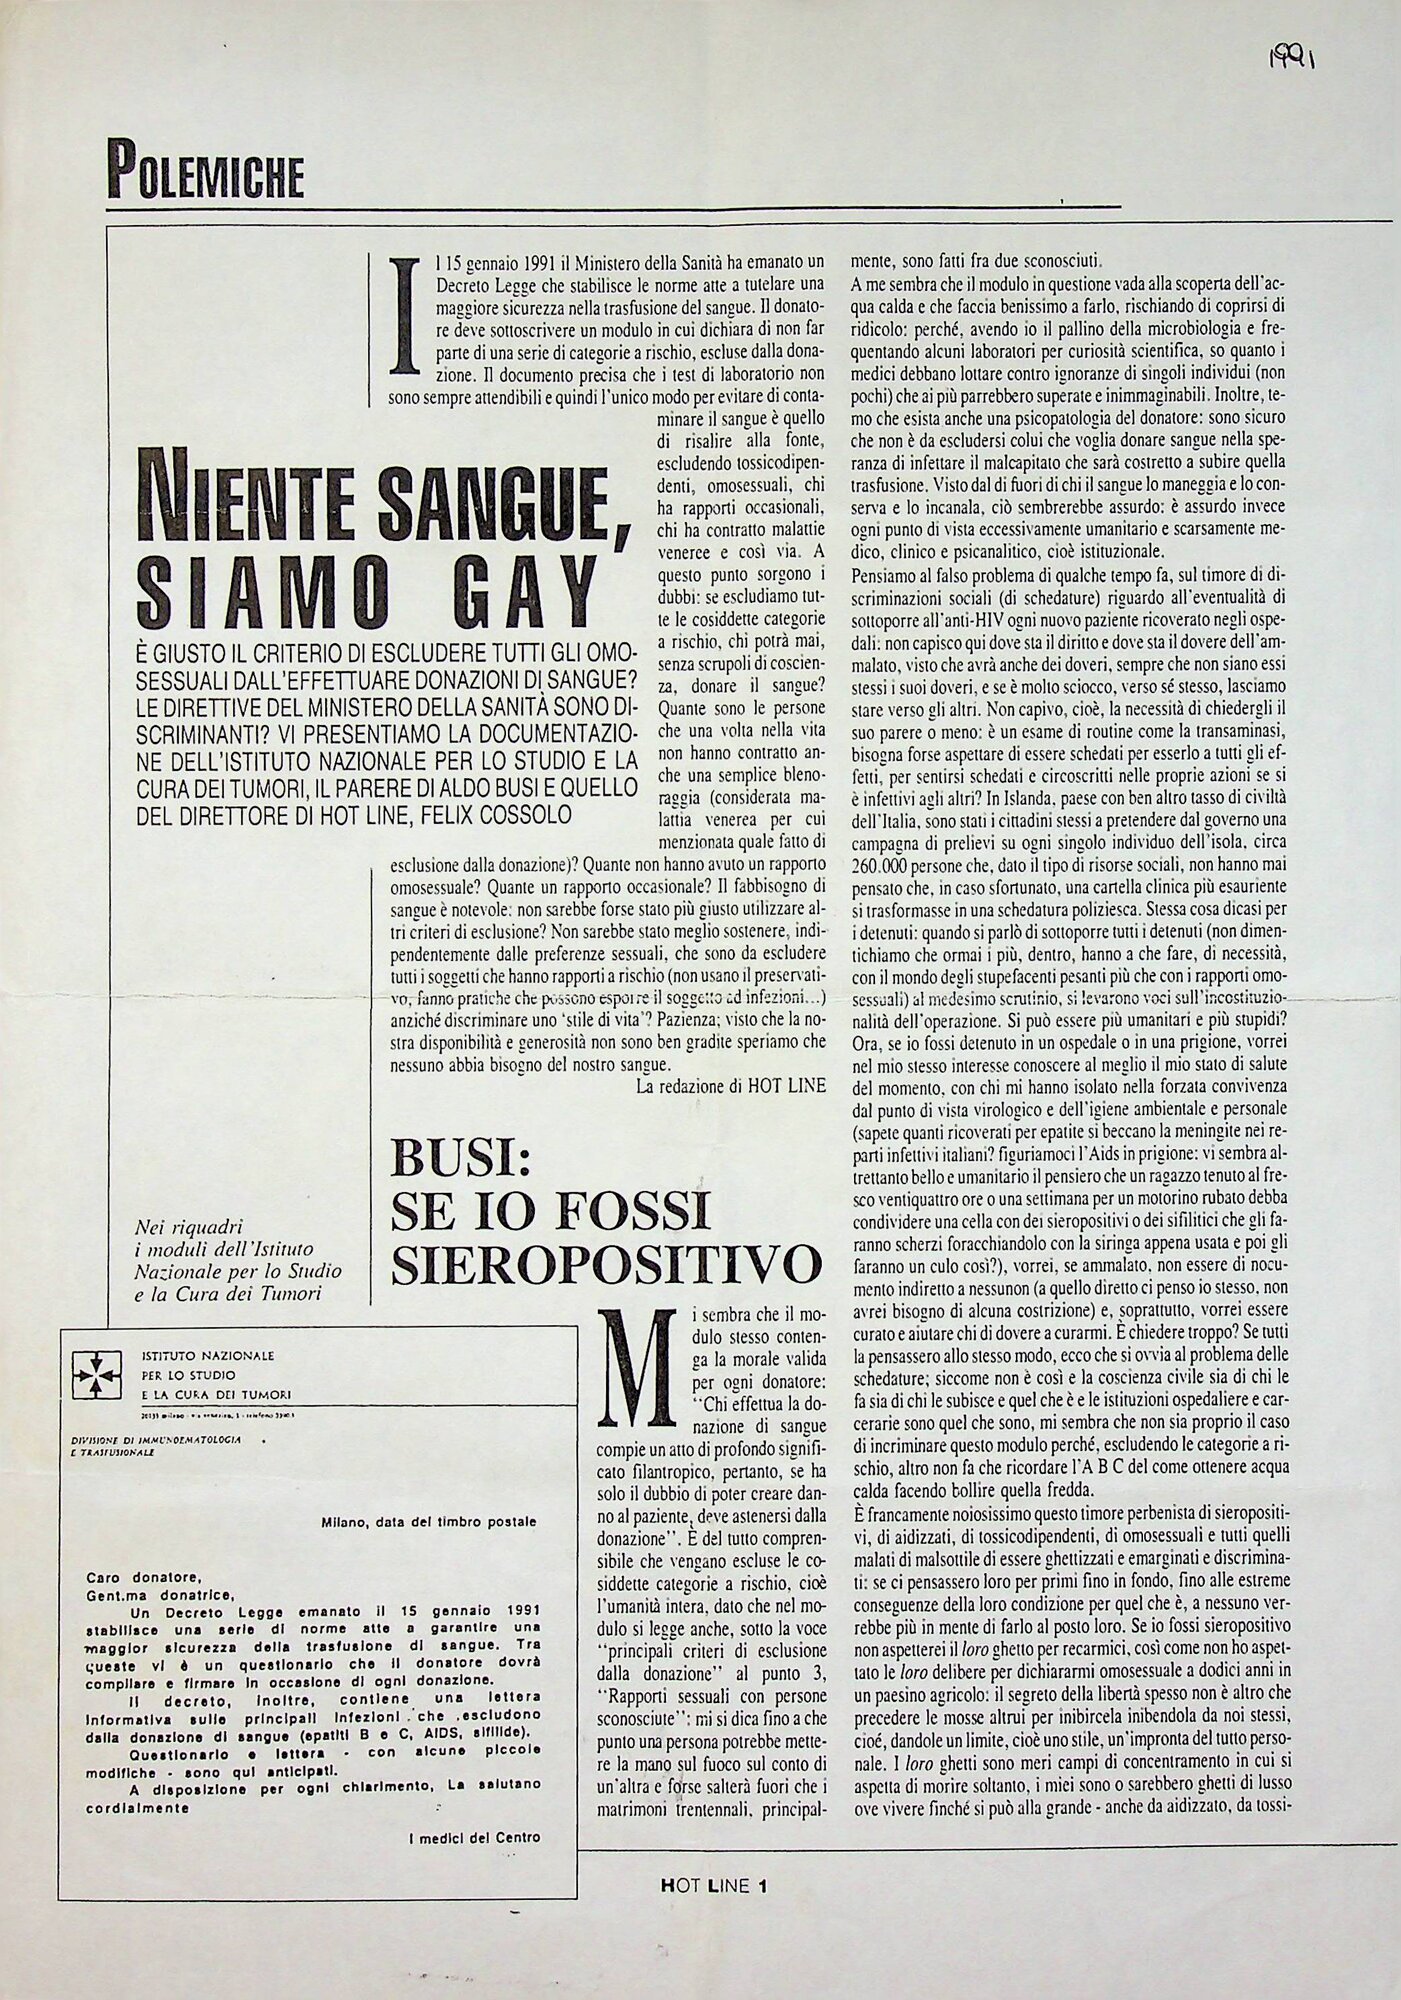 1991
POLEMICHE
Il 15 gennaio 1991 il Ministero della Sanità ha emanato un
Decreto Legge che stabilisce le norme atte a tutelare una
maggiore sicurezza nella trasfusione del sangue. Il donato-
re deve sottoscrivere un modulo in cui dichiara di non far
parte di una serie di categorie a rischio, escluse dalla dona-
zione. Il documento precisa che i test di laboratorio non
sono sempre attendibili e quindi l'unico modo per evitare di conta-
minare il sangue è quello
di risalire alla fonte,
escludendo tossicodipen-
denti, omosessuali, chi
ha rapporti occasionali,
chi ha contratto malattie
veneree e così via. A
questo punto sorgono i
dubbi: se escludiamo tut-
te le cosiddette categorie
a rischio, chi potrà mai,
senza scrupoli di coscien-
za, donare il sangue?
Quante sono le persone
che una volta nella vita
non hanno contratto an-
che una semplice bleno-
raggia (considerata ma-
lattia venerea per cui
menzionata quale fatto di
esclusione dalla donazione)? Quante non hanno avuto un rapporto
omosessuale? Quante un rapporto occasionale? Il fabbisogno di
sangue è notevole: non sarebbe forse stato più giusto utilizzare al-
tri criteri di esclusione? Non sarebbe stato meglio sostenere, indi-
pendentemente dalle preferenze sessuali, che sono da escludere
tutti i soggetti che hanno rapporti a rischio (non usano il preservati-
vo, fanno pratiche che possono esporre il soggetto ad infezioni...)
anziché discriminare uno 'stile di vita'? Pazienza; visto che la no-
stra disponibilità e generosità non sono ben gradite speriamo che
nessuno abbia bisogno del nostro sangue.
La redazione di HOT LINE
NIENTE SANGUE,
SIAMO GAY
È GIUSTO IL CRITERIO DI ESCLUDERE TUTTI GLI OMO-
SESSUALI DALL'EFFETTUARE DONAZIONI DI SANGUE?
LE DIRETTIVE DEL MINISTERO DELLA SANITÀ SONO DI-
SCRIMINANTI? VI PRESENTIAMO LA DOCUMENTAZIO-
NE DELL'ISTITUTO NAZIONALE PER LO STUDIO E LA
CURA DEI TUMORI, IL PARERE DI ALDO BUSI E QUELLO
DEL DIRETTORE DI HOT LINE, FELIX COSSOLO
Nei riquadri
i moduli dell'Istituto
Nazionale per lo Studio
e la Cura dei Tumori
ISTITUTO NAZIONALE
PER LO STUDIO
E LA CURA DEI TUMORI
DIVISIONE DI IMMUNOEMATOLOGIA
E TRASFUSIONALE
Milano, data del timbro postale
Caro donatore,
Gent.ma donatrice,
Un Decreto Legge emanato il 15 gennaio 1991
stabilisce una serie di norme atte a garantire una
maggior sicurezza della trasfusione di sangue. Tra
queste vi è un questionario che il donatore dovrà
compilare e firmare in occasione di ogni donazione.
Il decreto, inoltre, contiene una lettera
informativa sulle principali infezioni che escludono
dalla donazione di sangue (epatiti B e C, AIDS, sifilide).
Questionario e lettera - con alcune piccole
modifiche - sono qui anticipati.
A disposizione per ogni chiarimento, La salutano
cordialmente
I medici del Centro
BUSI:
SE IO FOSSI
SIEROPOSITIVO
Mi sembra che il mo-
dulo stesso conten-
ga la morale valida
per ogni donatore:
"Chi effettua la do-
nazione di sangue
compie un atto di profondo signifi-
cato filantropico, pertanto, se ha
solo il dubbio di poter creare dan-
no al paziente, deve astenersi dalla
donazione". È del tutto compren-
sibile che vengano escluse le co-
siddette categorie a rischio, cioè
l'umanità intera, dato che nel mo-
dulo si legge anche, sotto la voce
"principali criteri di esclusione
dalla donazione" al punto 3,
"Rapporti sessuali con persone
sconosciute": mi si dica fino a che
punto una persona potrebbe mette-
re la mano sul fuoco sul conto di
un'altra e forse salterà fuori che i
matrimoni trentennali, principal-
mente, sono fatti fra due sconosciuti.
A me sembra che il modulo in questione vada alla scoperta dell'ac-
qua calda e che faccia benissimo a farlo, rischiando di coprirsi di
ridicolo: perché, avendo io il pallino della microbiologia e fre-
quentando alcuni laboratori per curiosità scientifica, so quanto i
medici debbano lottare contro ignoranze di singoli individui (non
pochi) che ai più parrebbero superate e inimmaginabili. Inoltre, te-
mo che esista anche una psicopatologia del donatore: sono sicuro
che non è da escludersi colui che voglia donare sangue nella spe-
ranza di infettare il malcapitato che sarà costretto a subire quella
trasfusione. Visto dal di fuori di chi il sangue lo maneggia e lo con-
serva e lo incanala, ciò sembrerebbe assurdo: è assurdo invece
ogni punto di vista eccessivamente umanitario e scarsamente me-
dico, clinico e psicanalitico, cioè istituzionale.
Pensiamo al falso problema di qualche tempo fa, sul timore di di-
scriminazioni sociali (di schedature) riguardo all'eventualità di
sottoporre all'anti-HIV ogni nuovo paziente ricoverato negli ospe-
dali: non capisco qui dove sta il diritto e dove sta il dovere dell'am-
malato, visto che avrà anche dei doveri, sempre che non siano essi
stessi i suoi doveri, e se è molto sciocco, verso sé stesso, lasciamo
stare verso gli altri. Non capivo, cioè, la necessità di chiedergli il
suo parere o meno: è un esame di routine come la transaminasi,
bisogna forse aspettare di essere schedati per esserlo a tutti gli ef-
fetti, per sentirsi schedati e circoscritti nelle proprie azioni se si
è infettivi agli altri? In Islanda, paese con ben altro tasso di civiltà
dell'Italia, sono stati i cittadini stessi a pretendere dal governo una
campagna di prelievi su ogni singolo individuo dell'isola, circa
260.000 persone che, dato il tipo di risorse sociali, non hanno mai
pensato che, in caso sfortunato, una cartella clinica più esauriente
si trasformasse in una schedatura poliziesca. Stessa cosa dicasi per
i detenuti: quando si parlò di sottoporre tutti i detenuti (non dimen-
tichiamo che ormai i più, dentro, hanno a che fare, di necessità,
con il mondo degli stupefacenti pesanti più che con i rapporti omo-
sessuali) al medesimo scrutinio, si levarono voci sull'incostituzio-
nalità dell'operazione. Si può essere più umanitari e più stupidi?
Ora, se io fossi detenuto in un ospedale o in una prigione, vorrei
nel mio stesso interesse conoscere al meglio il mio stato di salute
del momento, con chi mi hanno isolato nella forzata convivenza
dal punto di vista virologico e dell'igiene ambientale e personale
(sapete quanti ricoverati per epatite si beccano la meningite nei re-
parti infettivi italiani? figuriamoci l'Aids in prigione: vi sembra al-
trettanto bello e umanitario il pensiero che un ragazzo tenuto al fre-
sco ventiquattro ore o una settimana per un motorino rubato debba
condividere una cella con dei sieropositivi o dei sifilitici che gli fa-
ranno scherzi foracchiandolo con la siringa appena usata e poi gli
faranno un culo così?), vorrei, se ammalato, non essere di nocu-
mento indiretto a nessunon (a quello diretto ci penso io stesso, non
avrei bisogno di alcuna costrizione) e, soprattutto, vorrei essere
curato e aiutare chi di dovere a curarmi. È chiedere troppo? Se tutti
la pensassero allo stesso modo, ecco che si ovvia al problema delle
schedature; siccome non è così e la coscienza civile sia di chi le
fa sia di chi le subisce e quel che è e le istituzioni ospedaliere e car-
cerarie sono quel che sono, mi sembra che non sia proprio il caso
di incriminare questo modulo perché, escludendo le categorie a ri-
schio, altro non fa che ricordare l'A B C del come ottenere acqua
calda facendo bollire quella fredda.
È francamente noiosissimo questo timore perbenista di sieropositi-
vi, di aidizzati, di tossicodipendenti, di omosessuali e tutti quelli
malati di malsottile di essere ghettizzati e emarginati e discrimina-
ti: se ci pensassero loro per primi fino in fondo, fino alle estreme
conseguenze della loro condizione per quel che è, a nessuno ver-
rebbe più in mente di farlo al posto loro. Se io fossi sieropositivo
non aspetterei il loro ghetto per recarmici, così come non ho aspet-
tato le loro delibere per dichiararmi omosessuale a dodici anni in
un paesino agricolo: il segreto della libertà spesso non è altro che
precedere le mosse altrui per inibircela inibendola da noi stessi,
cioé, dandole un limite, cioè uno stile, un'impronta del tutto perso-
nale. I loro ghetti sono meri campi di concentramento in cui si
aspetta di morire soltanto, i miei sono o sarebbero ghetti di lusso
ove vivere finché si può alla grande - anche da aidizzato, da tossi-
HOT LINE 1